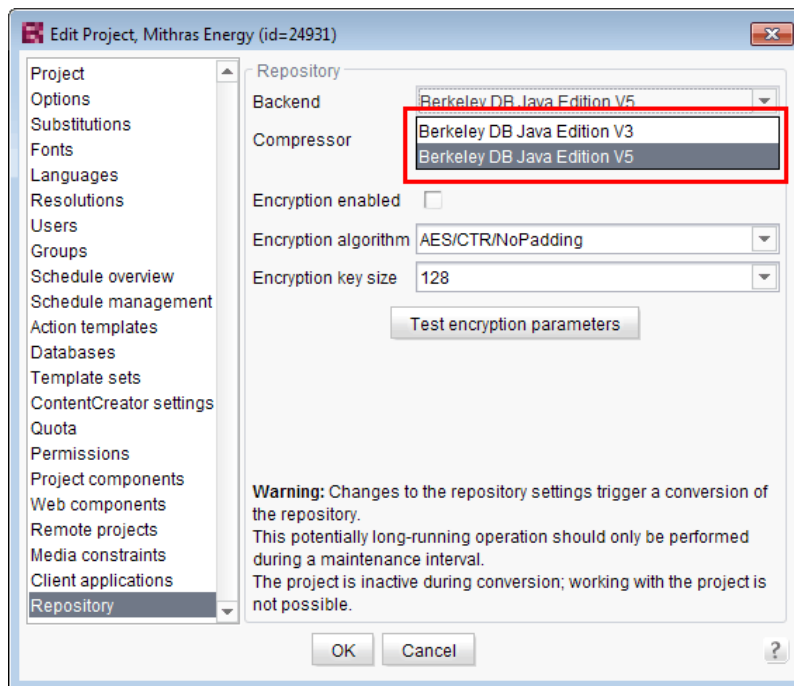 Edit Project, Mithras Energy (id=24931)
Project
Options
Substitutions
Fonts
Languages
Resolutions
Users
Groups
Schedule overview
Schedule management
Action templates
Databases
Template sets
ContentCreator settings
Quota
Permissions
Project components
Web components
Remote projects
Media constraints
Client applications
Repository
Repository
Backend
Berkeley DB Java Edition V5
Compressor
Berkeley DB Java Edition V3
Berkeley DB Java Edition V5
Encryption enabled
Encryption algorithm
AES/CTR/NoPadding
Encryption key size
128
Test encryption parameters
Warning: Changes to the repository settings trigger a conversion of
the repository.
This potentially long-running operation should only be performed
during a maintenance interval.
The project is inactive during conversion; working with the project is
not possible.
OK
Cancel
?